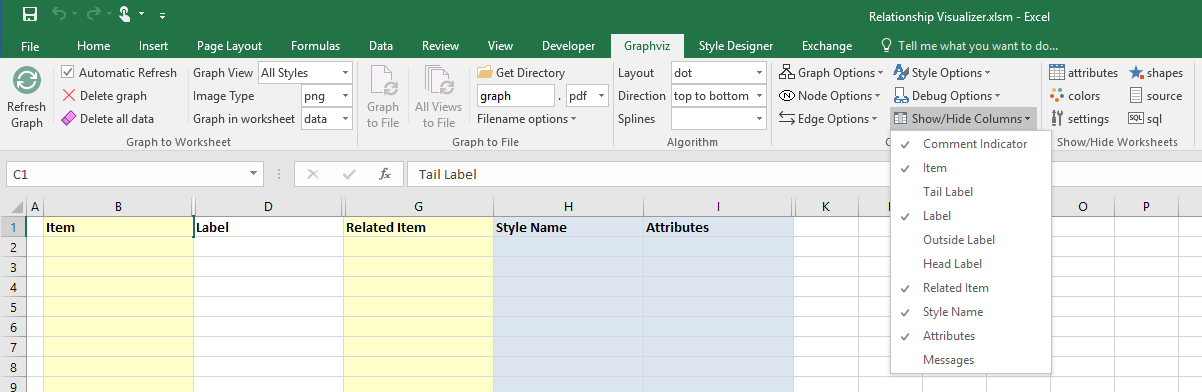 Relationship Visualizer.xlsm - Excel
File Home Insert Page Layout Formulas Data Review View Developer Graphviz Style Designer Exchange Tell me what you want to do...
Refresh Graph
Automatic Refresh
Delete graph
Delete all data
Graph View All Styles
Image Type png
Graph in worksheet data
Graph to Worksheet
Graph to File
All Views to File
Get Directory
graph . pdf
Filename options
Graph to File
Layout dot
Direction top to bottom
Splines
Algorithm
Graph Options
Node Options
Edge Options
Style Options
Debug Options
Show/Hide Columns
attributes shapes
colors source
settings SQL sql
Show/Hide Worksheets
Comment Indicator
Item
Tail Label
Label
Outside Label
Head Label
Related Item
Style Name
Attributes
Messages
C1 fx Tail Label
A B D G H I K O P
1 Item Label Related Item Style Name Attributes
2
3
4
5
6
7
8
9